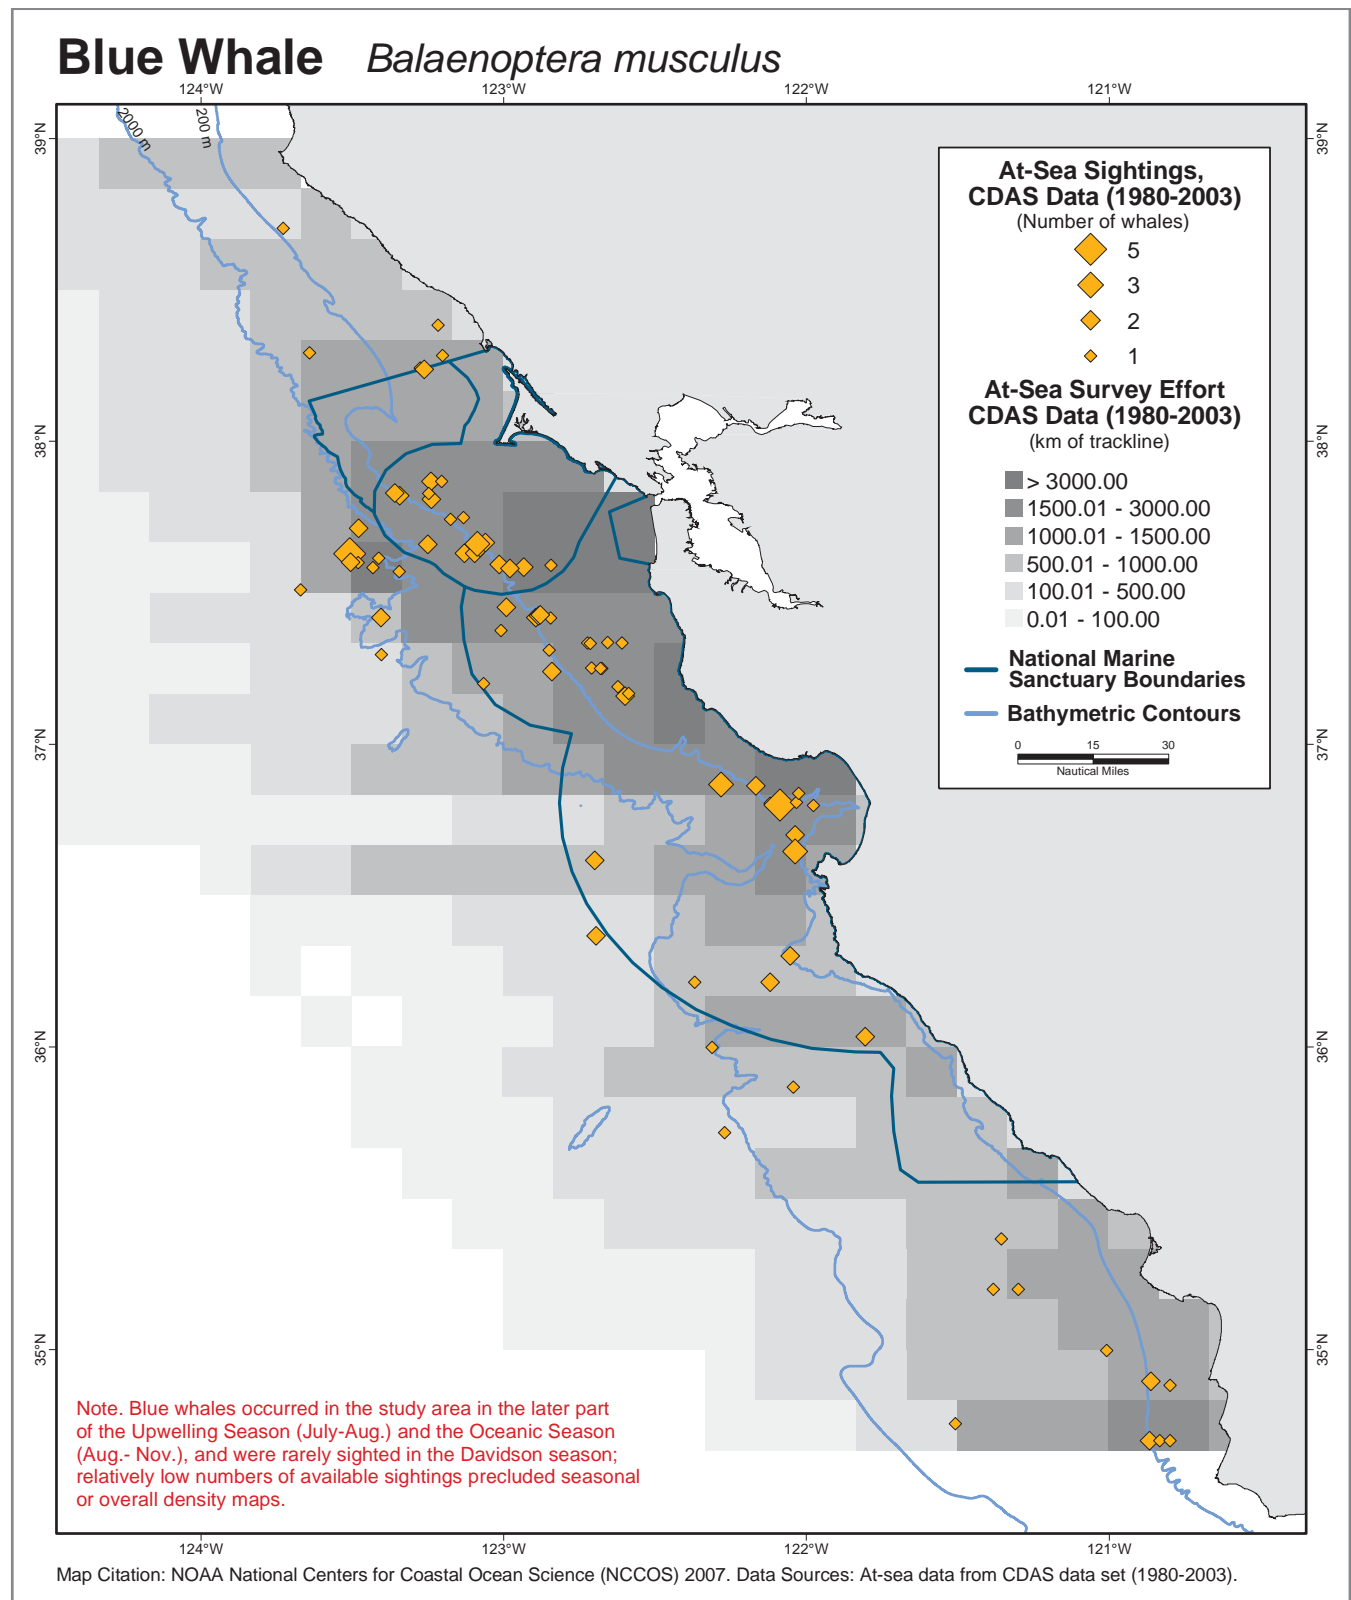 Blue Whale Balaenoptera musculus
124°W 123°W 122°W 121°W
2000 m
200 m
39°N
39°N
38°N
38°N
37°N
37°N
36°N
36°N
35°N
35°N
At-Sea Sightings,
CDAS Data (1980-2003)
(Number of whales)
5
3
2
1
At-Sea Survey Effort
CDAS Data (1980-2003)
(km of trackline)
> 3000.00
1500.01 - 3000.00
1000.01 - 1500.00
500.01 - 1000.00
100.01 - 500.00
0.01 - 100.00
National Marine
Sanctuary Boundaries
Bathymetric Contours
0 15 30
Nautical Miles
Note. Blue whales occurred in the study area in the later part
of the Upwelling Season (July-Aug.) and the Oceanic Season
(Aug.- Nov.), and were rarely sighted in the Davidson season;
relatively low numbers of available sightings precluded seasonal
or overall density maps.
124°W 123°W 122°W 121°W
Map Citation: NOAA National Centers for Coastal Ocean Science (NCCOS) 2007. Data Sources: At-sea data from CDAS data set (1980-2003).